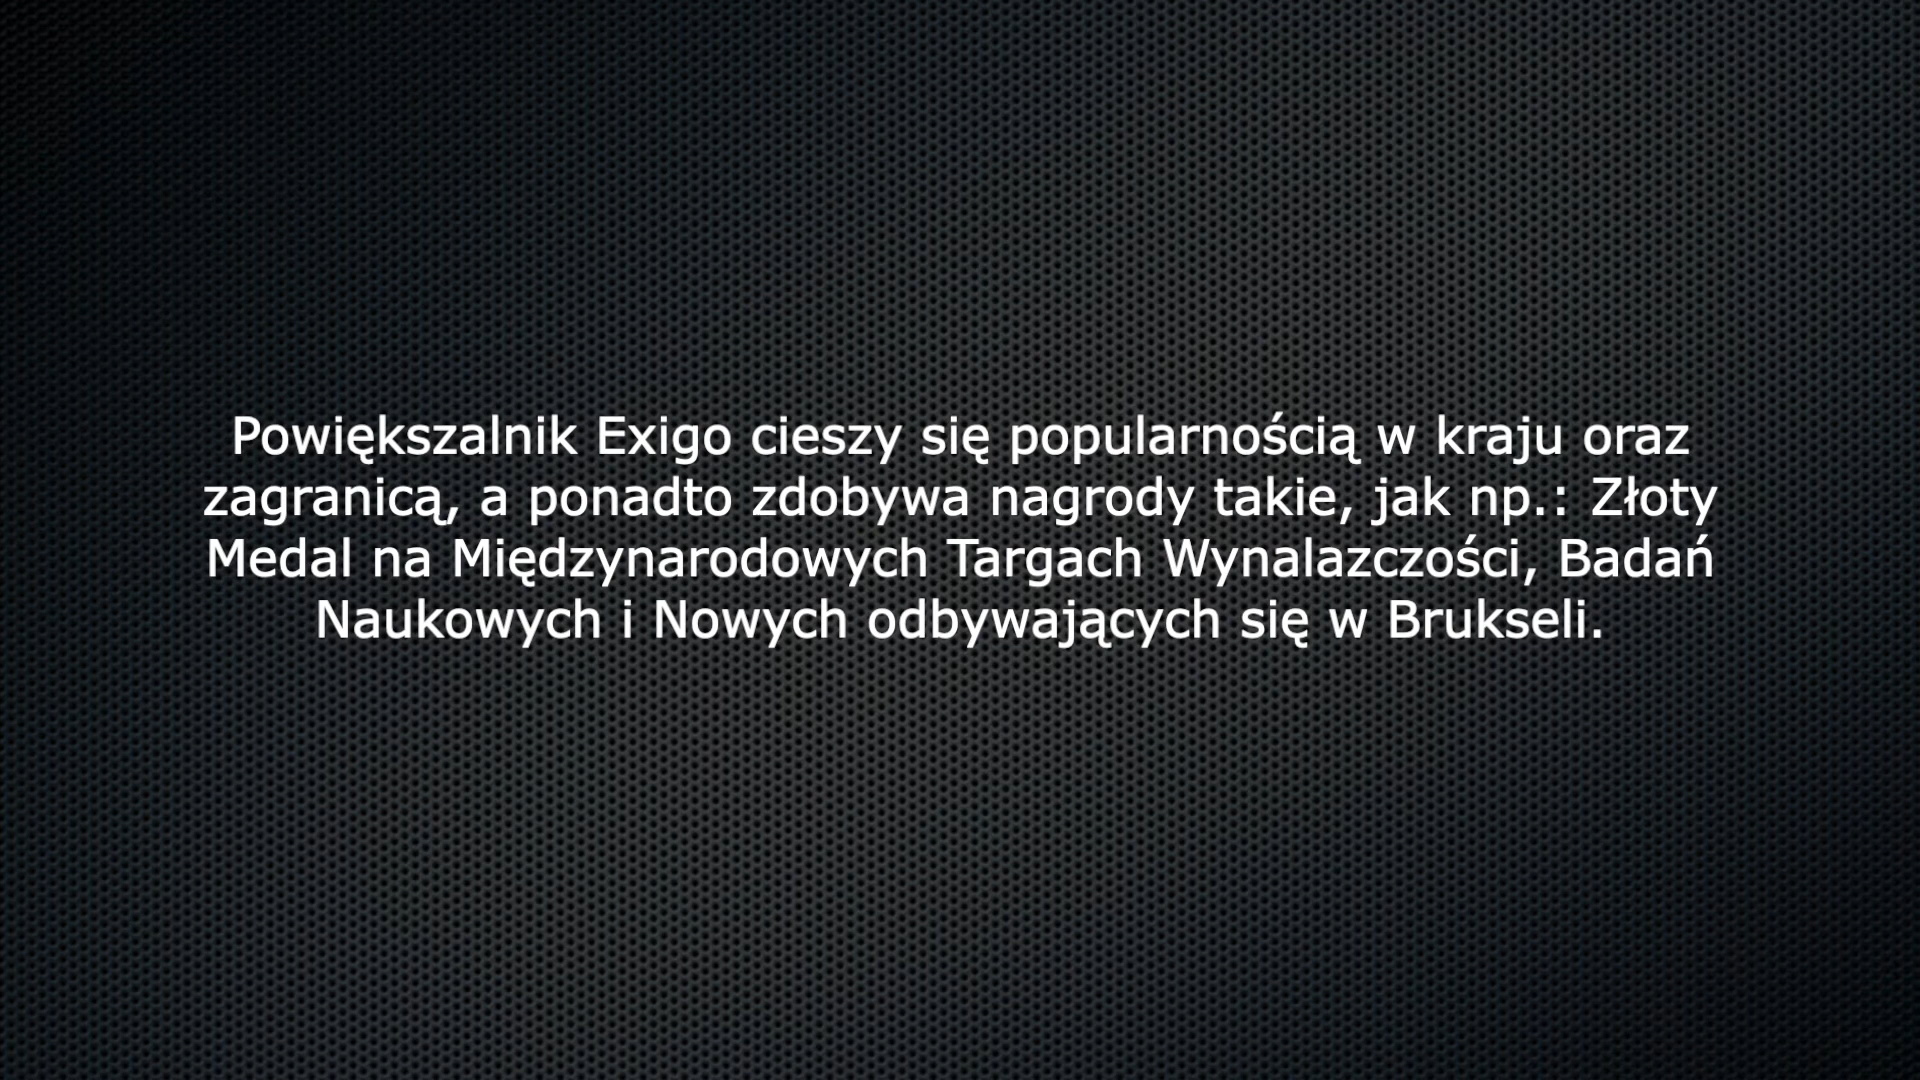 Powiększalnik Exigo cieszy się popularnością w kraju oraz
zagranicą, a ponadto zdobywa nagrody takie, jak np.: Złoty
Medal na Międzynarodowych Targach Wynalazczości, Badań
Naukowych i Nowych odbywających się w Brukseli.